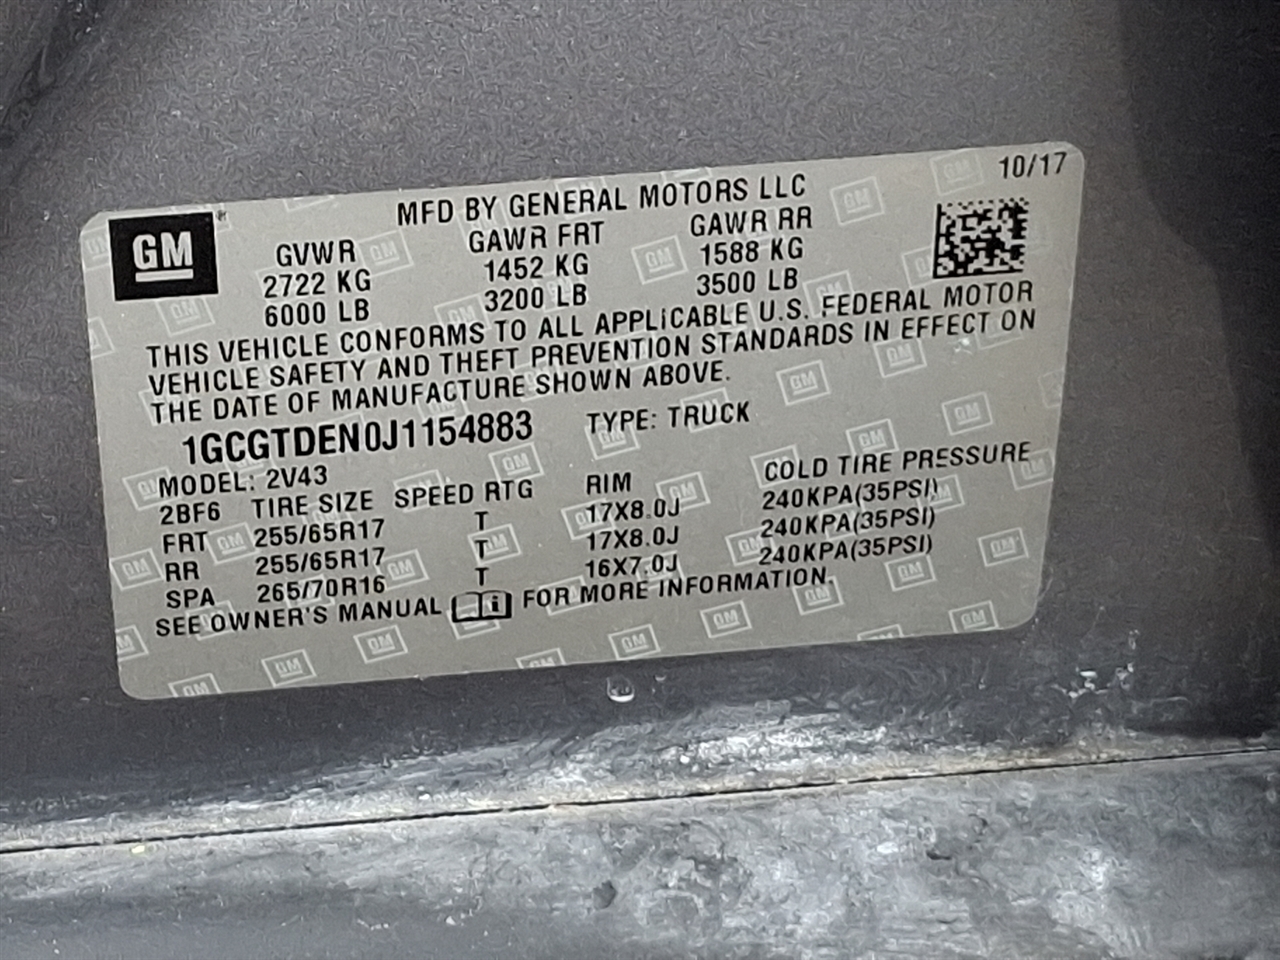 GM
MFD BY GENERAL MOTORS LLC
10/17
GVWR GAWR FRT GAWR RR
2722 KG 1452 KG 1588 KG
6000 LB 3200 LB 3500 LB
THIS VEHICLE CONFORMS TO ALL APPLICABLE U.S. FEDERAL MOTOR
VEHICLE SAFETY AND THEFT PREVENTION STANDARDS IN EFFECT ON
THE DATE OF MANUFACTURE SHOWN ABOVE.
1GCGTDEN0J1154883 TYPE: TRUCK
MODEL: 2V43
2BF6 TIRE SIZE SPEED RTG RIM COLD TIRE PRESSURE
FRT 255/65R17 T 17X8.0J 240KPA(35PSI)
RR 255/65R17 T 17X8.0J 240KPA(35PSI)
SPA 265/70R16 T 16X7.0J 240KPA(35PSI)
SEE OWNER'S MANUAL FOR MORE INFORMATION.